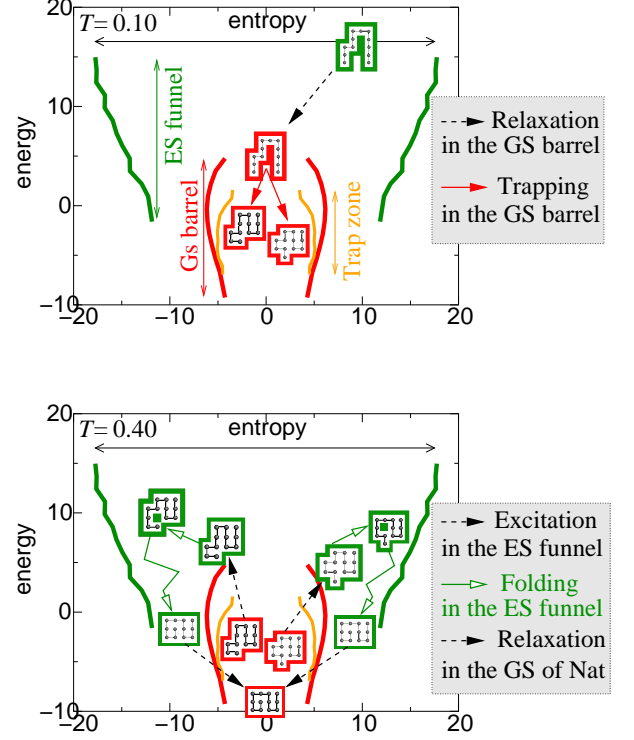 20
T= 0.10
entropy
10
0
−10
energy
ES funnel
Gs barrel
Trap zone
−20
−10
0
10
20
Relaxation
in the GS barrel
Trapping
in the GS barrel
20
T= 0.40
entropy
10
0
−10
energy
−20
−10
0
10
20
Excitation
in the ES funnel
Folding
in the ES funnel
Relaxation
in the GS of Nat